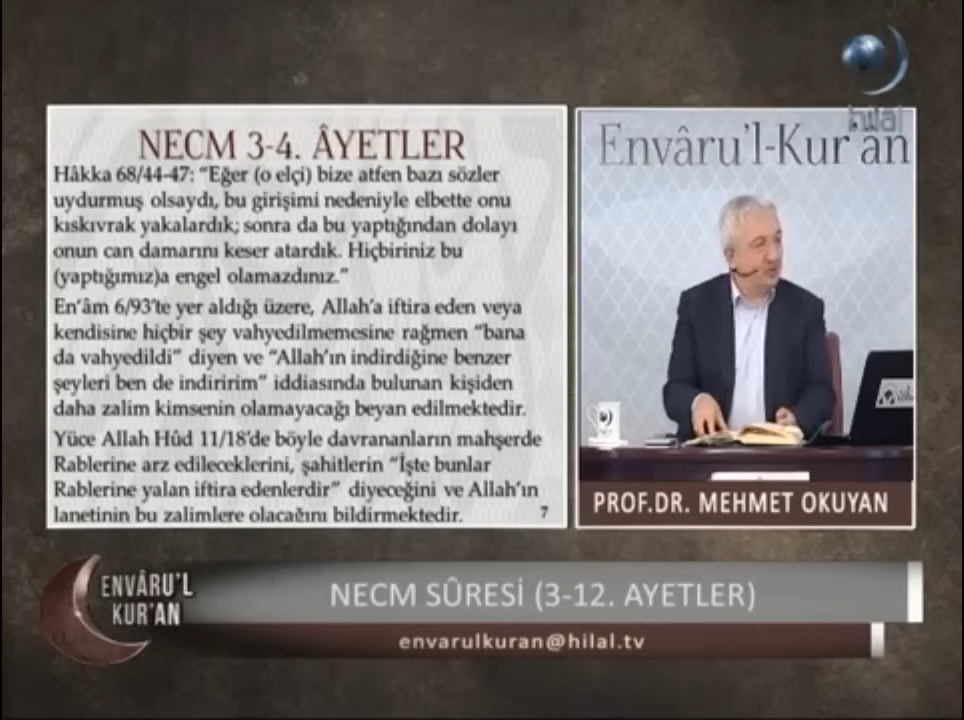 hilal
NECM 3-4. ÂYETLER
Hâkka 68/44-47: “Eğer (o elçi) bize atfen bazı sözler
uydurmuş olsaydı, bu girişimi nedeniyle elbette onu
kıskıvrak yakalardık; sonra da bu yaptığından dolayı
onun can damarını keser atardık. Hiçbiriniz bu
(yaptığımız)a engel olamazdınız.”
En’âm 6/93’te yer aldığı üzere, Allah’a iftira eden veya
kendisine hiçbir şey vahyedilmemesine rağmen “bana
da vahyedildi” diyen ve “Allah’ın indirdiğine benzer
şeyleri ben de indiririm” iddiasında bulunan kişiden
daha zalim kimsenin olamayacağı beyan edilmektedir.
Yüce Allah Hûd 11/18’de böyle davrananların mahşerde
Rablerine arz edileceklerini, şahitlerin “İşte bunlar
Rablerine yalan iftira edenlerdir” diyeceğini ve Allah’ın
lanetinin bu zalimlere olacağını bildirmektedir.
7
Envâru’l-Kur’an
PROF.DR. MEHMET OKUYAN
ENVÂRU’L
KUR’AN
NECM SÛRESİ (3-12. AYETLER)
envarulkuran@hilal.tv